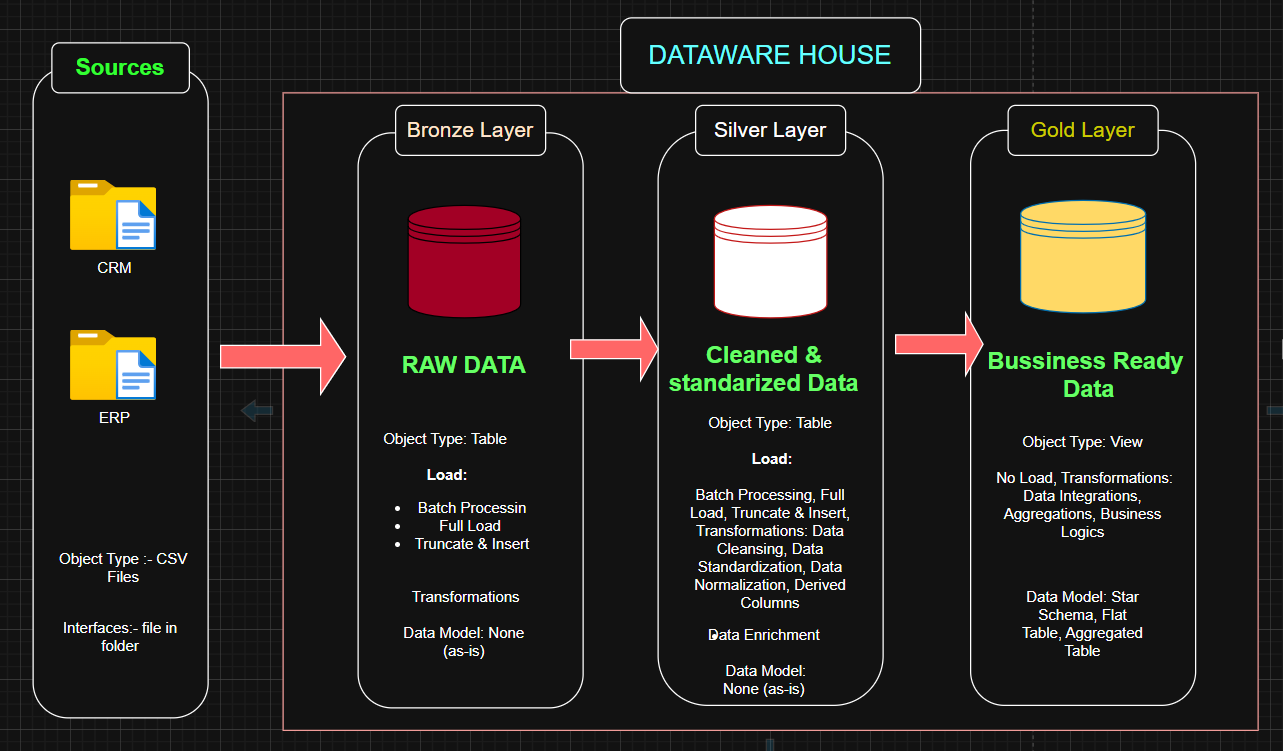 Sources
CRM
ERP
Object Type :- CSV
Files
Interfaces:- file in
folder
DATAWARE HOUSE
Bronze Layer
RAW DATA
Object Type: Table
Load:
• Batch Processin
• Full Load
• Truncate & Insert
Transformations
Data Model: None
(as-is)
Silver Layer
Cleaned &
standarized Data
Object Type: Table
Load:
Batch Processing, Full
Load, Truncate & Insert,
Transformations: Data
Cleansing, Data
Standardization, Data
Normalization, Derived
Columns
• Data Enrichment
Data Model:
None (as-is)
Gold Layer
Bussiness Ready
Data
Object Type: View
No Load, Transformations:
Data Integrations,
Aggregations, Business
Logics
Data Model: Star
Schema, Flat
Table, Aggregated
Table